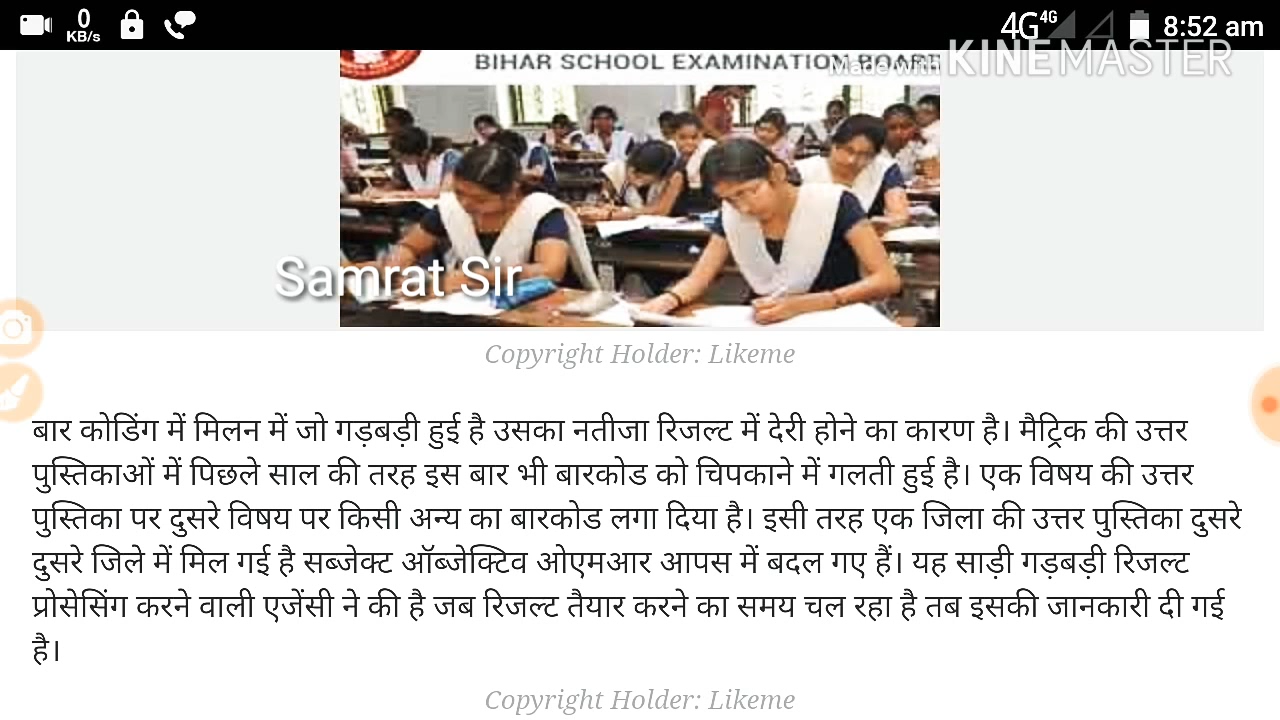 0
KB/s
4G 4G
8:52 am
BIHAR SCHOOL EXAMINATION BOARD
Made with KINEMASTER
Samrat Sir
Copyright Holder: Likeme
बार कोडिंग में मिलन में जो गड़बड़ी हुई है उसका नतीजा रिजल्ट में देरी होने का कारण है। मैट्रिक की उत्तर
पुस्तिकाओं में पिछले साल की तरह इस बार भी बारकोड को चिपकाने में गलती हुई है। एक विषय की उत्तर
पुस्तिका पर दुसरे विषय पर किसी अन्य का बारकोड लगा दिया है। इसी तरह एक जिला की उत्तर पुस्तिका दुसरे
दुसरे जिले में मिल गई है सब्जेक्ट ऑब्जेक्टिव ओएमआर आपस में बदल गए हैं। यह साड़ी गड़बड़ी रिजल्ट
प्रोसेसिंग करने वाली एजेंसी ने की है जब रिजल्ट तैयार करने का समय चल रहा है तब इसकी जानकारी दी गई
है।
Copyright Holder: Likeme